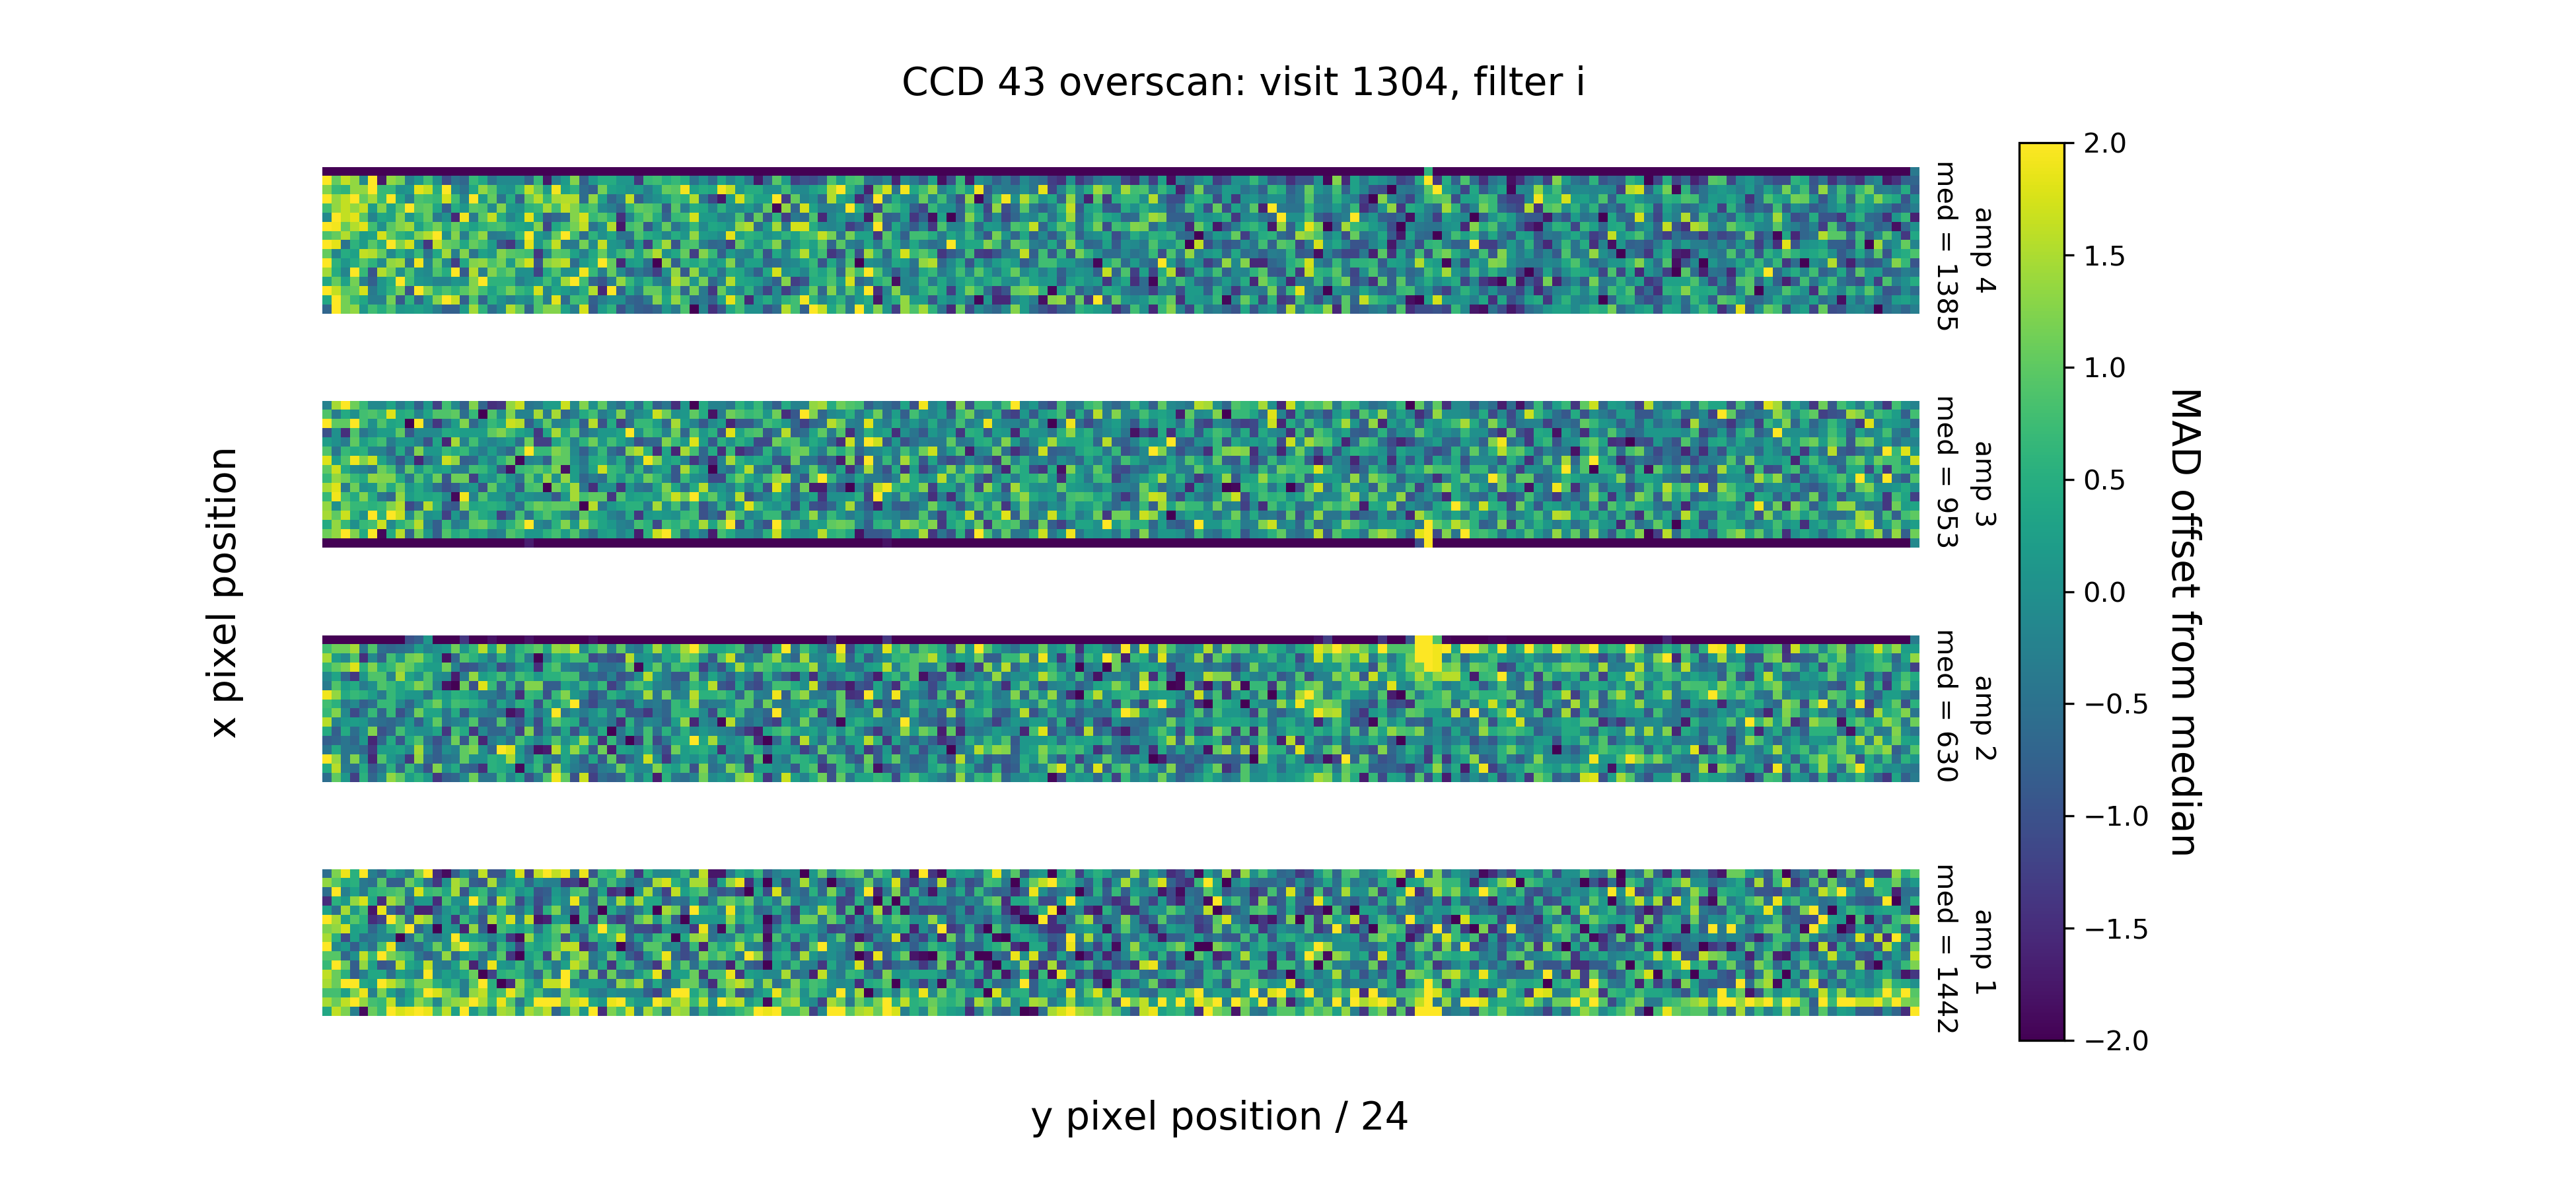 CCD 43 overscan: visit 1304, filter i
x pixel position
amp 4
med = 1385
amp 3
med = 953
amp 2
med = 630
amp 1
med = 1442
2.0
1.5
1.0
0.5
0.0
−0.5
−1.0
−1.5
−2.0
MAD offset from median
y pixel position / 24